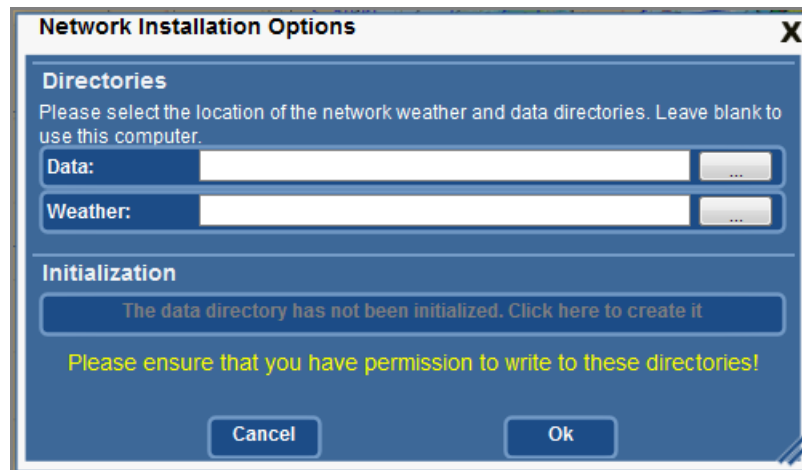 Network Installation Options
X
Directories
Please select the location of the network weather and data directories. Leave blank to
use this computer.
Data:
...
Weather:
...
Initialization
The data directory has not been initialized. Click here to create it
Please ensure that you have permission to write to these directories!
Cancel
Ok